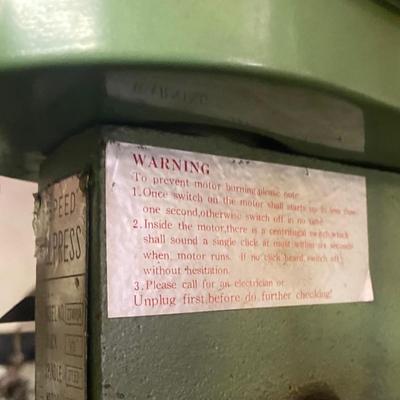 WARNING
To prevent motor burning, please note
1. Once switch on the motor shall starts up in less than
one second, otherwise switch off in no time.
2. Inside the motor, there is a centrifugal switch, which
shall sound a single click at most within six seconds
when motor runs. If no click heard, switch off
without hesitation.
3. Please call for an electrician or
Unplug first before do further checking!
PEED
PRESS